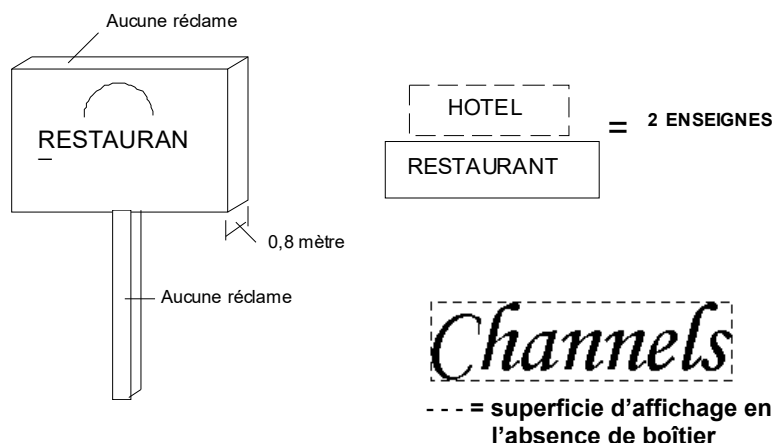 Aucune réclame
RESTAURAN
0,8 mètre
Aucune réclame
HOTEL
RESTAURANT
= 2 ENSEIGNES
Channels
- - - = superficie d’affichage en
l’absence de boîtier